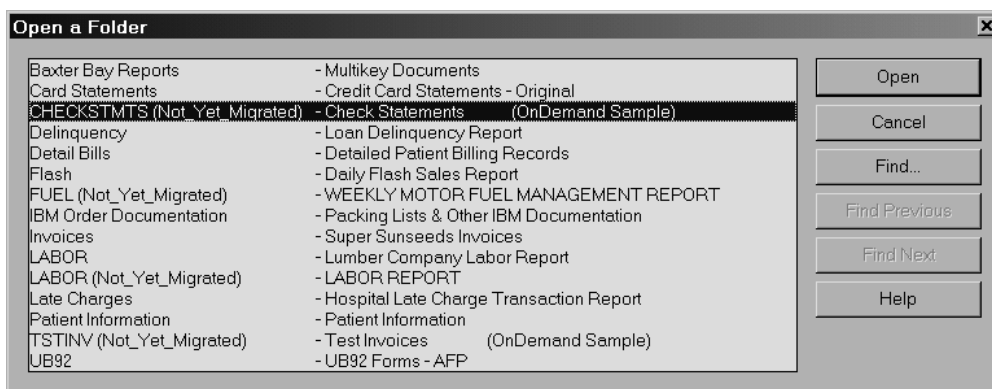 Open a Folder
Baxter Bay Reports - Multikey Documents
Card Statements - Credit Card Statements - Original
CHECKSTMTS (Not_Yet_Migrated) - Check Statements (OnDemand Sample)
Delinquency - Loan Delinquency Report
Detail Bills - Detailed Patient Billing Records
Flash - Daily Flash Sales Report
FUEL (Not_Yet_Migrated) - WEEKLY MOTOR FUEL MANAGEMENT REPORT
IBM Order Documentation - Packing Lists & Other IBM Documentation
Invoices - Super Sunseeds Invoices
LABOR - Lumber Company Labor Report
LABOR (Not_Yet_Migrated) - LABOR REPORT
Late Charges - Hospital Late Charge Transaction Report
Patient Information - Patient Information
TSTINV (Not_Yet_Migrated) - Test Invoices (OnDemand Sample)
UB92 - UB92 Forms - AFP
Open
Cancel
Find...
Find Previous
Find Next
Help